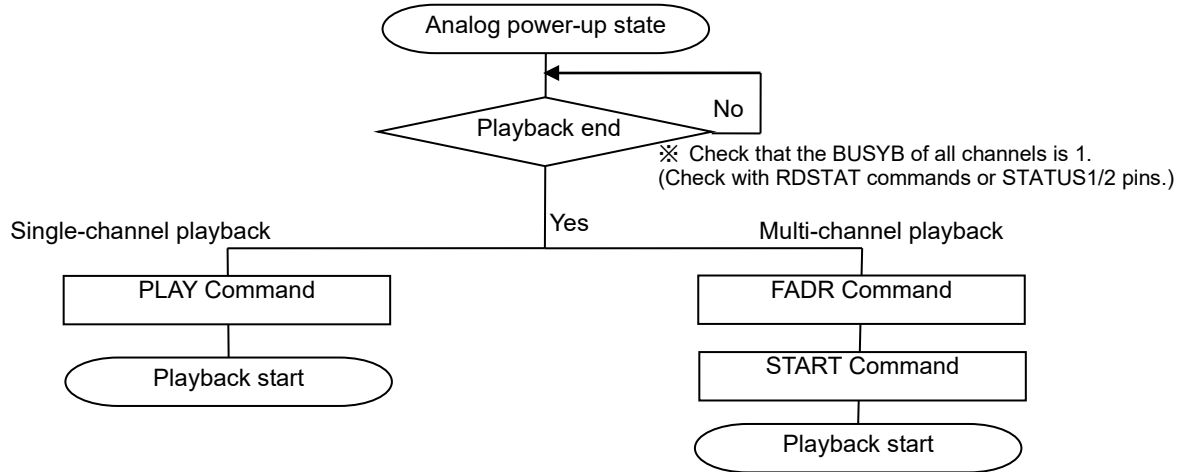 Analog power-up state
No
Playback end
※ Check that the BUSYB of all channels is 1.
(Check with RDSTAT commands or STATUS1/2 pins.)
Yes
Single-channel playback
Multi-channel playback
PLAY Command
FADR Command
START Command
Playback start
Playback start